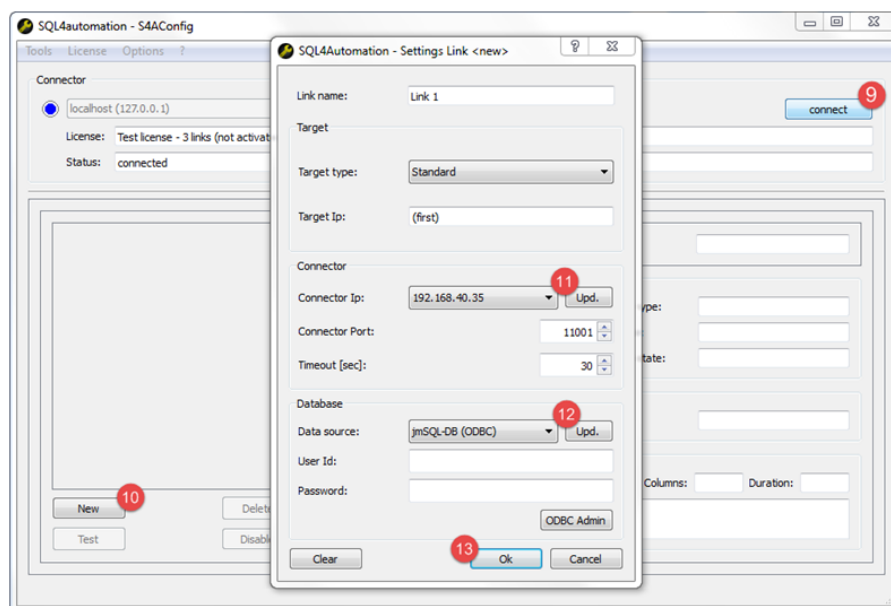 SQL4automation - S4AConfig
Tools License Options ?
Connector
localhost (127.0.0.1)
connect
9
License: Test license - 3 links (not activat
Status: connected
10
New
Delete
Test
Disabl
SQL4Automation - Settings Link <new>
?
Link name: Link 1
Target
Target type: Standard
Target Ip: (first)
Connector
11
Connector Ip: 192.168.40.35 Upd.
Connector Port: 11001
Timeout [sec]: 30
Database
12
Data source: jmSQL-DB (ODBC) Upd.
User Id:
Password:
ODBC Admin
13
Clear Ok Cancel
ype:
tate:
Columns: Duration: